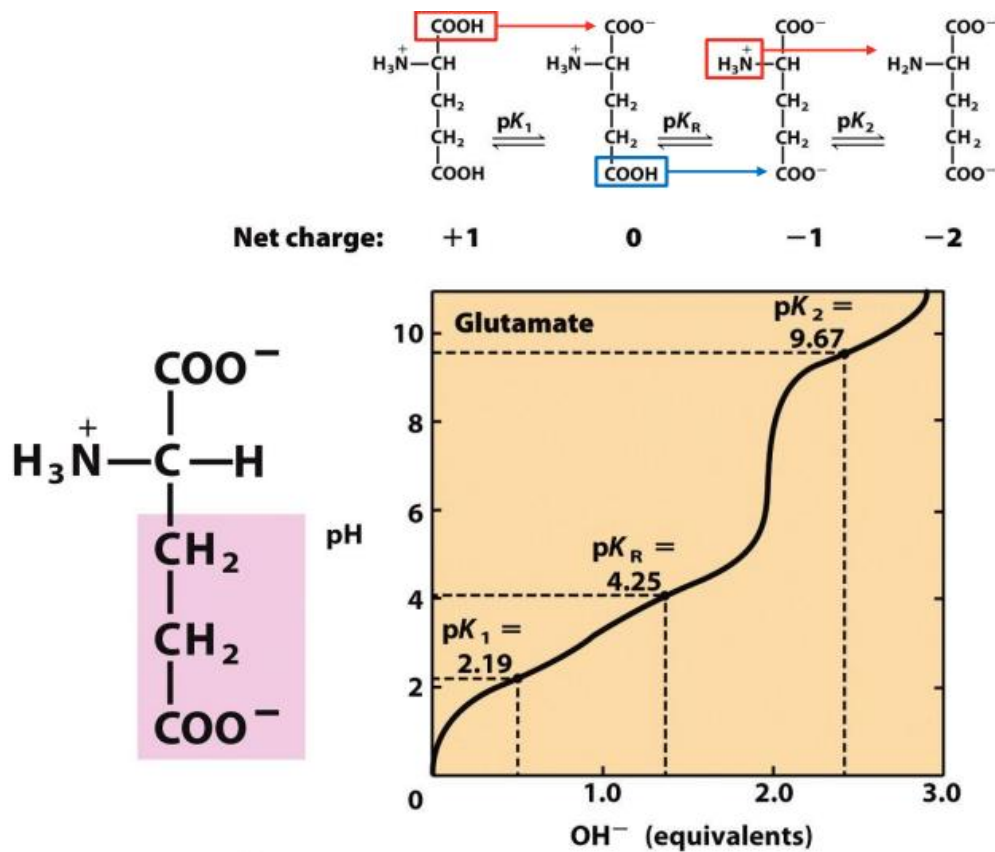 COOH COO⁻ COO⁻ COO⁻
H₃N⁺—CH H₃N⁺—CH H₃N⁺—CH H₂N—CH
CH₂ CH₂ CH₂ CH₂
pK₁ pKR pK₂
CH₂ CH₂ CH₂ CH₂
COOH COOH COO⁻ COO⁻
Net charge: +1 0 −1 −2
COO⁻
H₃N⁺—C—H
CH₂
CH₂
COO⁻
Glutamate
pK₂ =
9.67
pKR =
4.25
pK₁ =
2.19
pH
10
8
6
4
2
0 1.0 2.0 3.0
OH⁻ (equivalents)